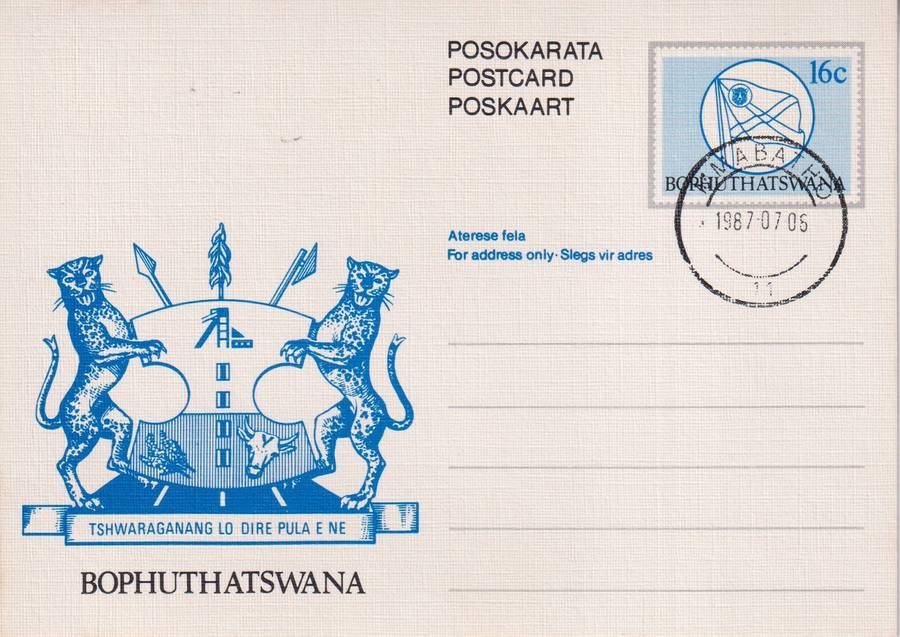 POSOKARATA
POSTCARD
POSKAART
16c
BOPHUTHATSWANA
MMABATHO
1987-07-06
11
Aterese fela
For address only · Slegs vir adres
TSHWARAGANANG LO DIRE PULA E NE
BOPHUTHATSWANA